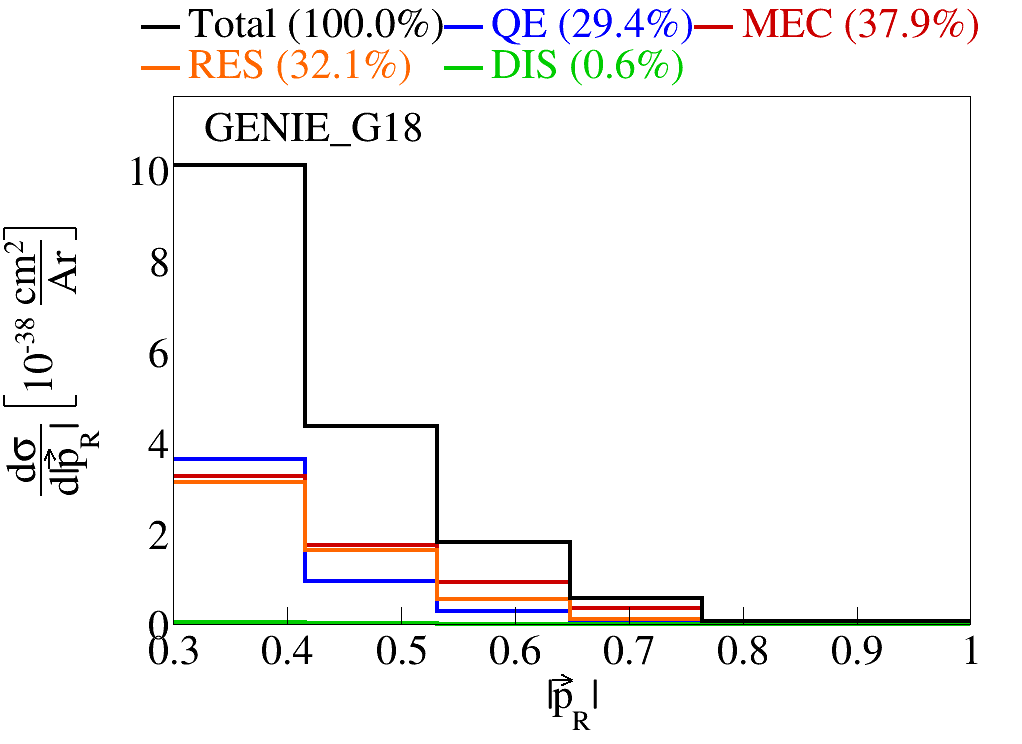 Total (100.0%) QE (29.4%) MEC (37.9%)
RES (32.1%) DIS (0.6%)
GENIE_G18
10
8
6
4
2
0
0.3 0.4 0.5 0.6 0.7 0.8 0.9 1
|p⃗_R|
dσ/d|p⃗_R| [10⁻³⁸ cm²/Ar]